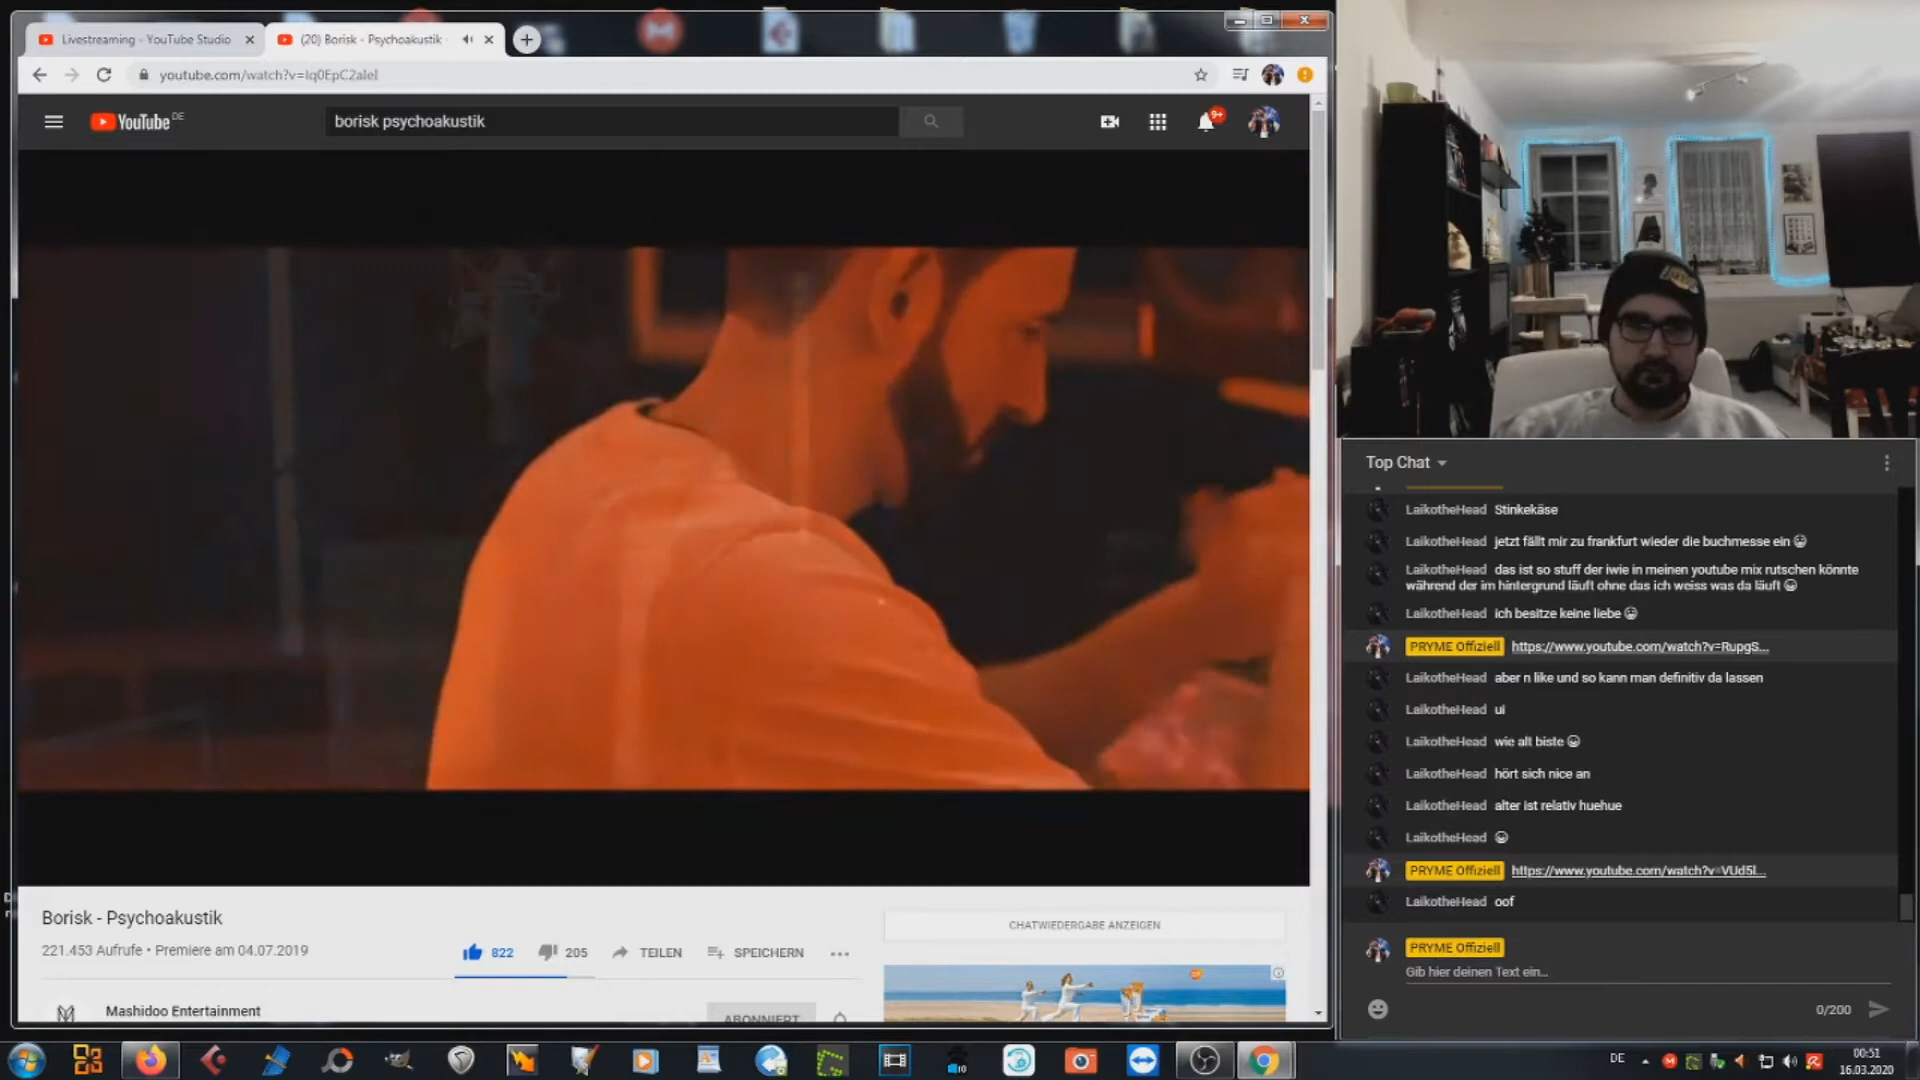 Livestreaming - YouTube Studio
(20) Borisk - Psychoakustik
youtube.com/watch?v=Iq0EpC2aIeI
YouTube DE
borisk psychoakustik
9+
Top Chat
LaikotheHead Stinkekäse
LaikotheHead jetzt fällt mir zu frankfurt wieder die buchmesse ein
LaikotheHead das ist so stuff der iwie in meinen youtube mix rutschen könnte
während der im hintergrund läuft ohne das ich weiss was da läuft
LaikotheHead ich besitze keine liebe
PRYME Offiziell https://www.youtube.com/watch?v=RupgS...
LaikotheHead aber n like und so kann man definitiv da lassen
LaikotheHead ui
LaikotheHead wie alt biste
LaikotheHead hört sich nice an
LaikotheHead alter ist relativ huehue
LaikotheHead
PRYME Offiziell https://www.youtube.com/watch?v=VUd5l...
LaikotheHead oof
PRYME Offiziell
Gib hier deinen Text ein...
0/200
Borisk - Psychoakustik
221.453 Aufrufe • Premiere am 04.07.2019
822
205
TEILEN
SPEICHERN
CHATWIEDERGABE ANZEIGEN
Mashidoo Entertainment
ABONNIERT
DE
00:51
16.03.2020